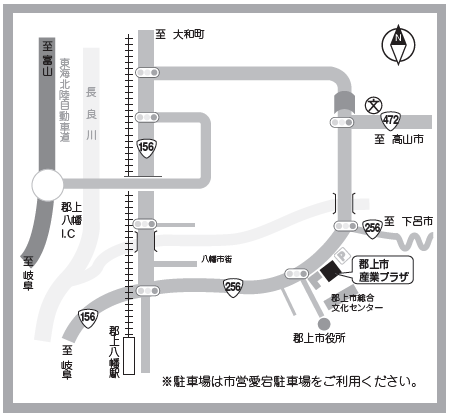 至 大和町
N
至富山
東海北陸自動車道
長良川
文
472
至 高山市
156
郡上
八幡
I.C
至岐阜
256
至 下呂市
P
八幡市街
郡上市
産業プラザ
256
郡上市総合
文化センター
156
郡上八幡駅
郡上市役所
至岐阜
※駐車場は市営愛宕駐車場をご利用ください。